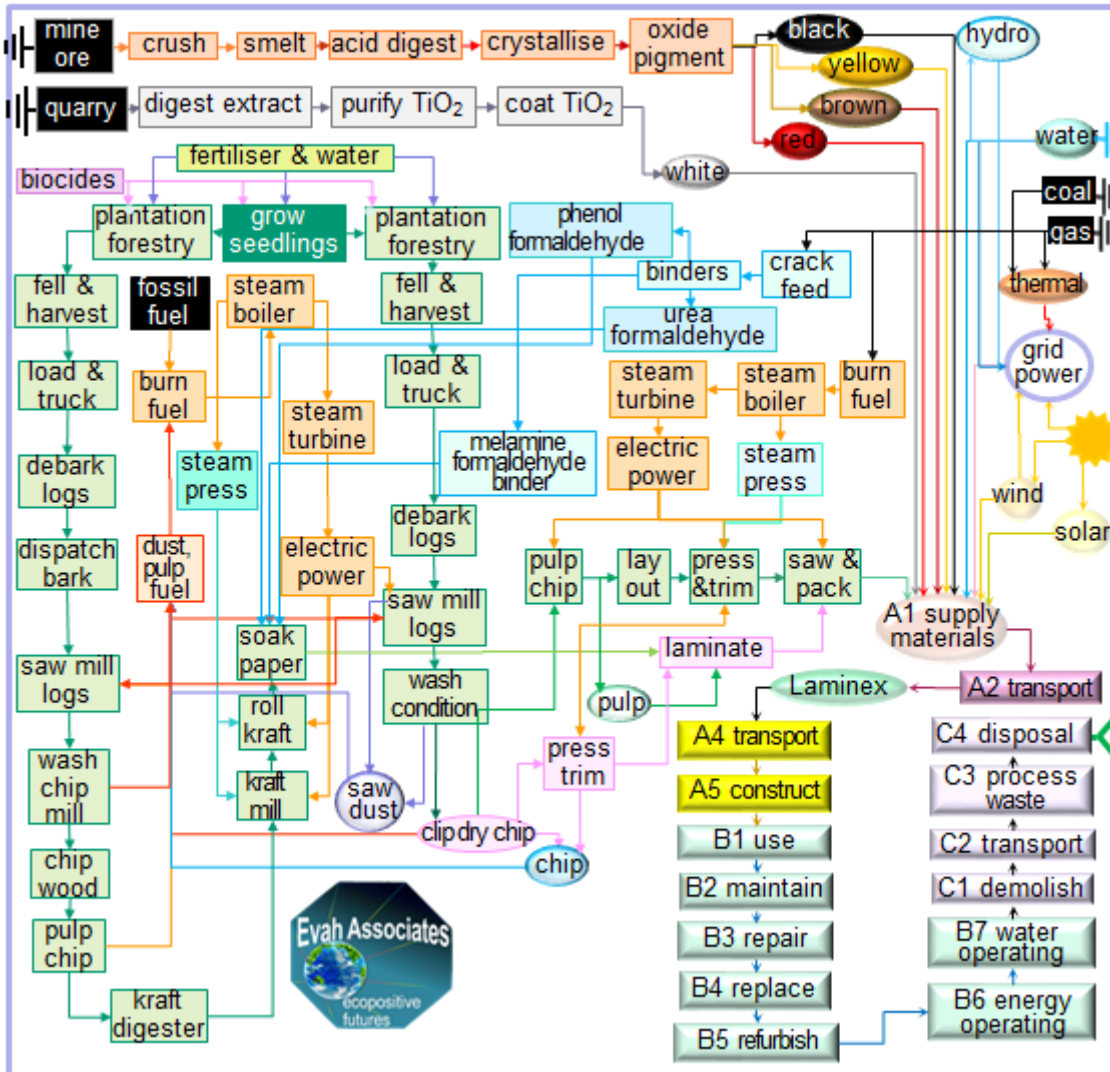 mine
ore
crush
smelt
acid digest
crystallise
oxide
pigment
black
yellow
brown
red
hydro
quarry
digest extract
purify TiO₂
coat TiO₂
white
water
fertiliser & water
biocides
plantation
forestry
grow
seedlings
plantation
forestry
phenol
formaldehyde
coal
gas
thermal
binders
crack
feed
urea
formaldehyde
grid
power
fell &
harvest
fossil
fuel
steam
boiler
fell &
harvest
load &
truck
burn
fuel
steam
turbine
load &
truck
steam
turbine
steam
boiler
burn
fuel
melamine
formaldehyde
binder
electric
power
steam
press
debark
logs
steam
press
debark
logs
wind
solar
dispatch
bark
dust,
pulp
fuel
electric
power
pulp
chip
lay
out
press
&trim
saw &
pack
saw mill
logs
soak
paper
saw mill
logs
laminate
A1 supply
materials
roll
kraft
wash
condition
pulp
Laminex
A2 transport
wash
chip
mill
kraft
mill
saw
dust
press
trim
A4 transport
C4 disposal
A5 construct
C3 process
waste
clip dry chip
chip
B1 use
C2 transport
chip
wood
B2 maintain
C1 demolish
pulp
chip
B3 repair
B7 water
operating
B4 replace
B6 energy
operating
kraft
digester
B5 refurbish
Evah Associates
ecopositive
futures